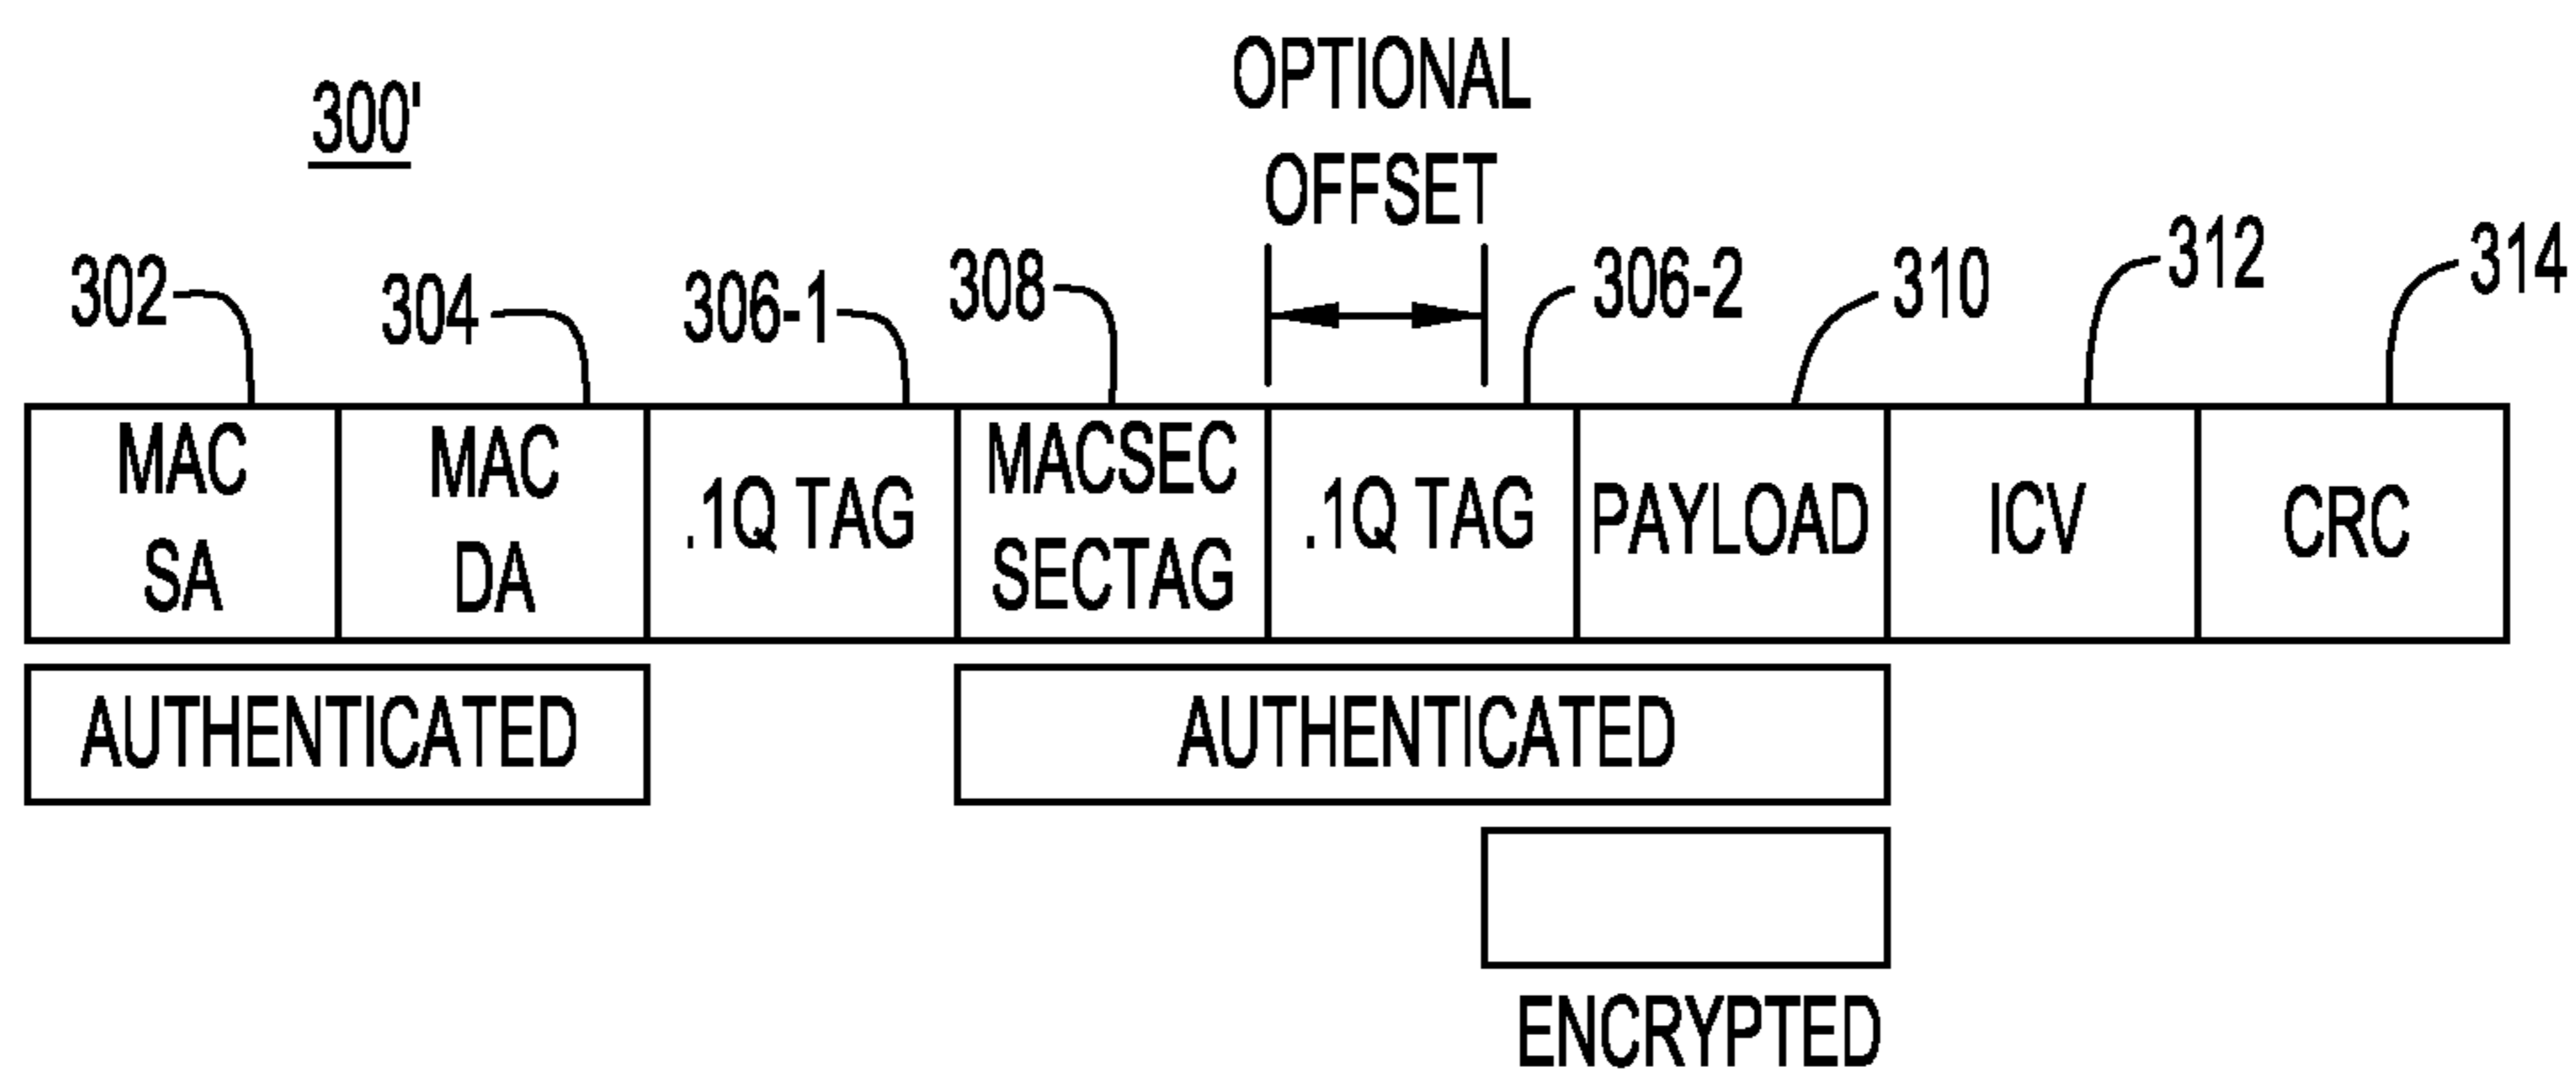 300'
OPTIONAL
OFFSET
302
304
306-1
308
306-2
310
312
314
MAC
SA
MAC
DA
.1Q TAG
MACSEC
SECTAG
.1Q TAG
PAYLOAD
ICV
CRC
AUTHENTICATED
AUTHENTICATED
ENCRYPTED